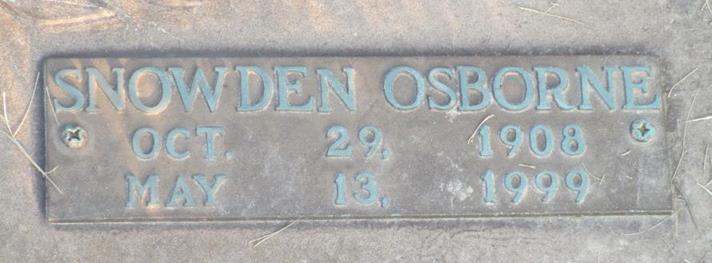 SNOWDEN OSBORNE
OCT. 29, 1908
MAY 13, 1999